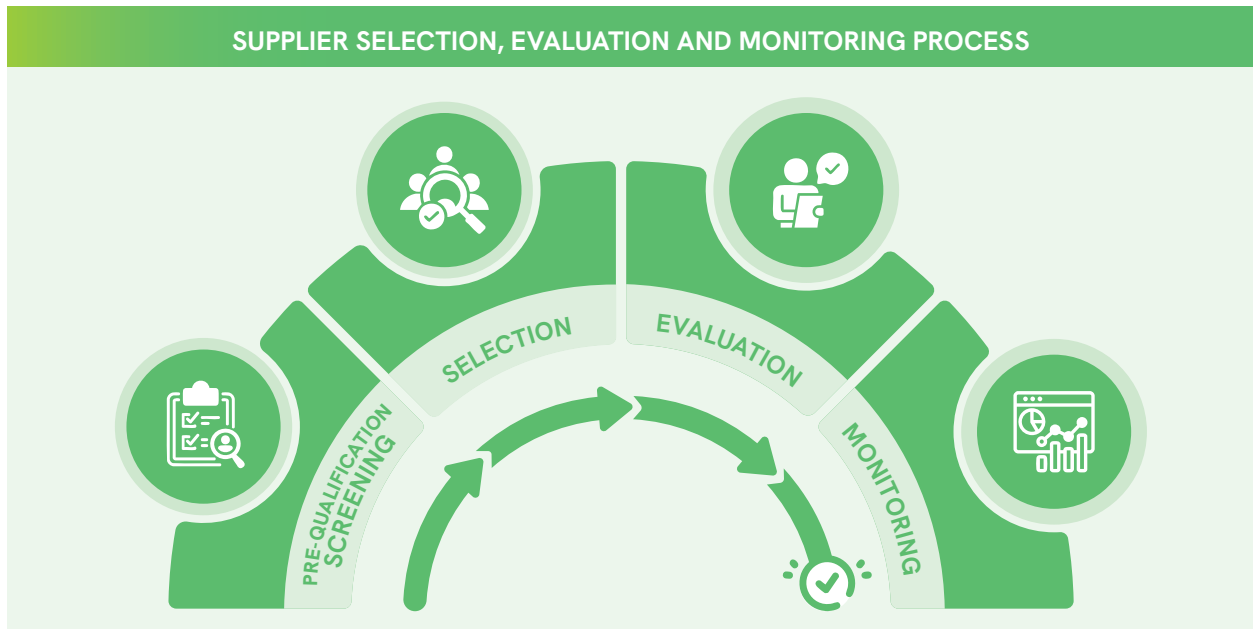 SUPPLIER SELECTION, EVALUATION AND MONITORING PROCESS
PRE-QUALIFICATION
SCREENING
SELECTION
EVALUATION
MONITORING